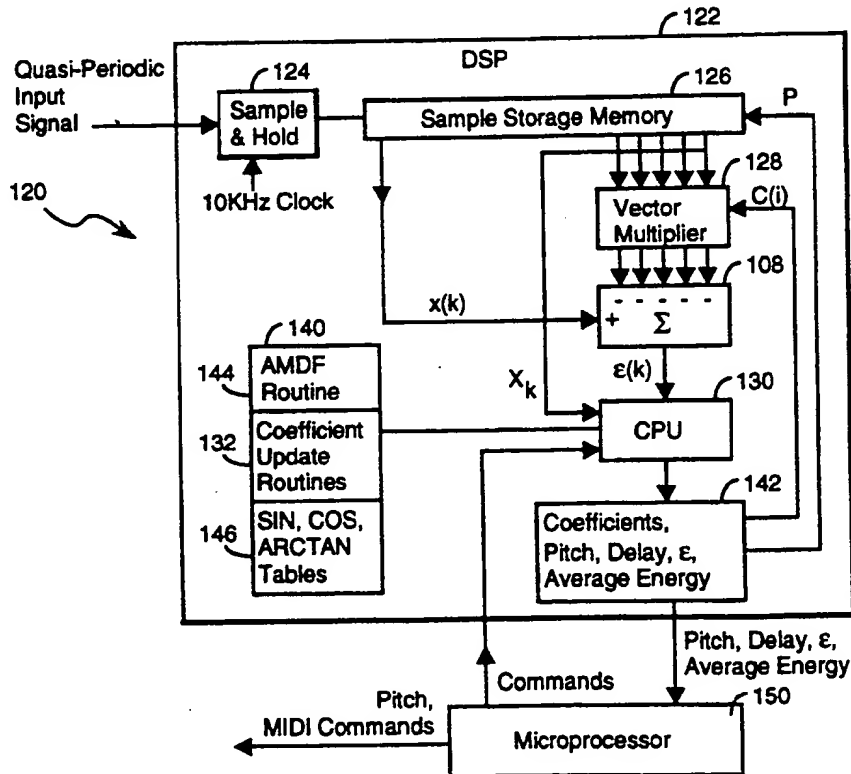 122
DSP
Quasi-Periodic
Input
Signal
124
Sample
& Hold
126
Sample Storage Memory
P
10KHz Clock
120
128
Vector
Multiplier
C(i)
108
- - - - -
+ Σ
x(k)
ε(k)
X_k
140
144
AMDF
Routine
132
Coefficient
Update
Routines
146
SIN, COS,
ARCTAN
Tables
130
CPU
142
Coefficients,
Pitch, Delay, ε,
Average Energy
Pitch, Delay, ε,
Average Energy
Commands
Pitch,
MIDI Commands
150
Microprocessor